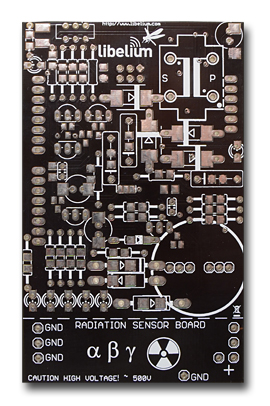 http://www.libelium.com
libelium
S P
GND RADIATION SENSOR BOARD
GND
GND α β γ
+
CAUTION HIGH VOLTAGE! ~ 500V GND